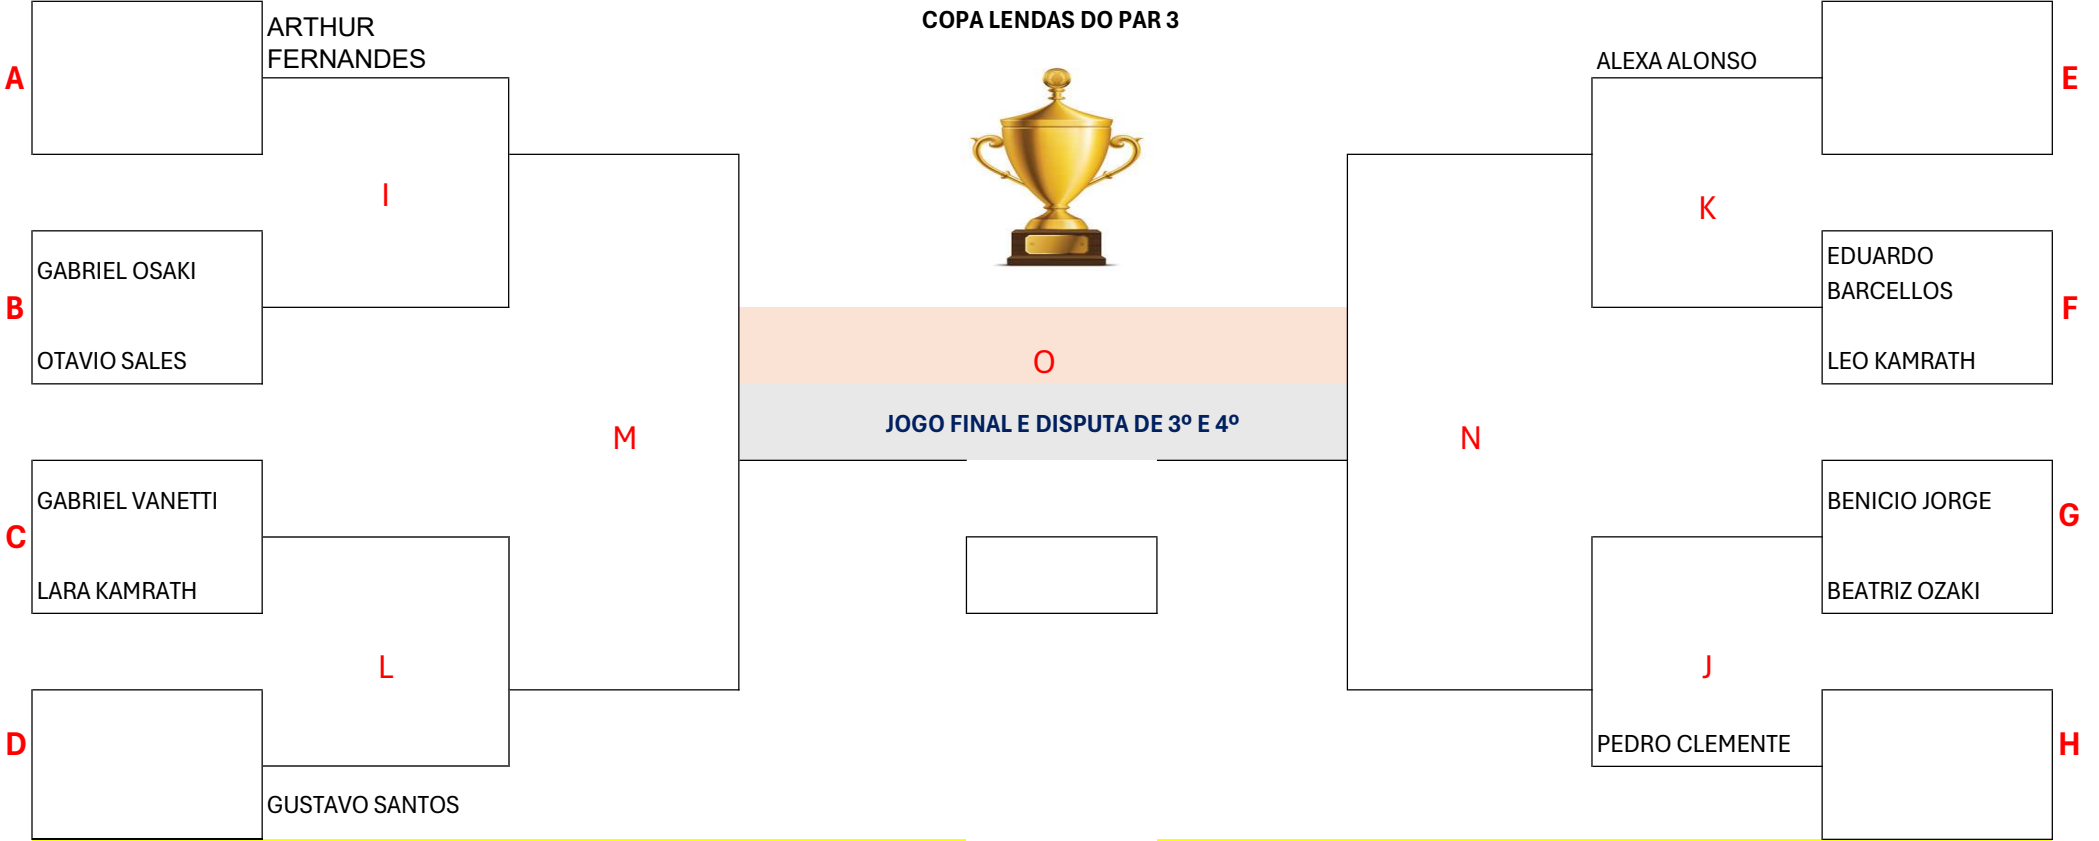 COPA LENDAS DO PAR 3
A
ARTHUR
FERNANDES
I
B
GABRIEL OSAKI
OTAVIO SALES
C
GABRIEL VANETTI
LARA KAMRATH
L
D
GUSTAVO SANTOS
M
O
JOGO FINAL E DISPUTA DE 3º E 4º
N
ALEXA ALONSO
E
K
EDUARDO
BARCELLOS
F
LEO KAMRATH
BENICIO JORGE
G
BEATRIZ OZAKI
J
PEDRO CLEMENTE
H